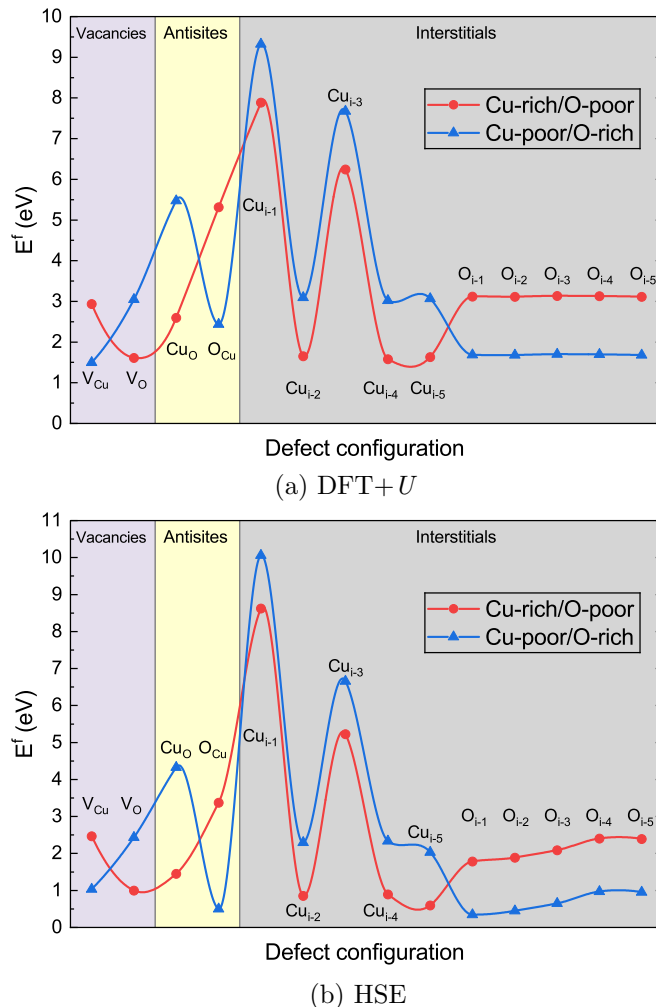 Vacancies Antisites Interstitials
10
9
8
7
6
5
4
3
2
1
0
E^f (eV)
Cu-rich/O-poor
Cu-poor/O-rich
V_Cu V_O Cu_O O_Cu Cu_i-1 Cu_i-2 Cu_i-3 Cu_i-4 Cu_i-5 O_i-1 O_i-2 O_i-3 O_i-4 O_i-5
Defect configuration
(a) DFT+U
Vacancies Antisites Interstitials
11
10
9
8
7
6
5
4
3
2
1
0
E^f (eV)
Cu-rich/O-poor
Cu-poor/O-rich
V_Cu V_O Cu_O O_Cu Cu_i-1 Cu_i-2 Cu_i-3 Cu_i-4 Cu_i-5 O_i-1 O_i-2 O_i-3 O_i-4 O_i-5
Defect configuration
(b) HSE